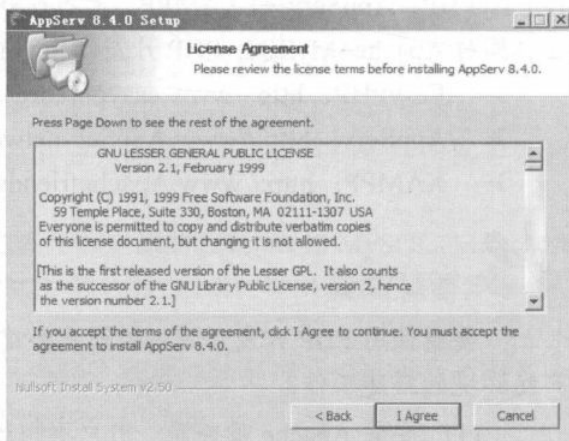 AppServ 8.4.0 Setup
License Agreement
Please review the license terms before installing AppServ 8.4.0.
Press Page Down to see the rest of the agreement.
GNU LESSER GENERAL PUBLIC LICENSE
Version 2.1, February 1999
Copyright (C) 1991, 1999 Free Software Foundation, Inc.
59 Temple Place, Suite 330, Boston, MA 02111-1307 USA
Everyone is permitted to copy and distribute verbatim copies
of this license document, but changing it is not allowed.
[This is the first released version of the Lesser GPL. It also counts
as the successor of the GNU Library Public License, version 2, hence
the version number 2.1.]
If you accept the terms of the agreement, click I Agree to continue. You must accept the
agreement to install AppServ 8.4.0.
Nullsoft Install System v2.50
< Back
I Agree
Cancel